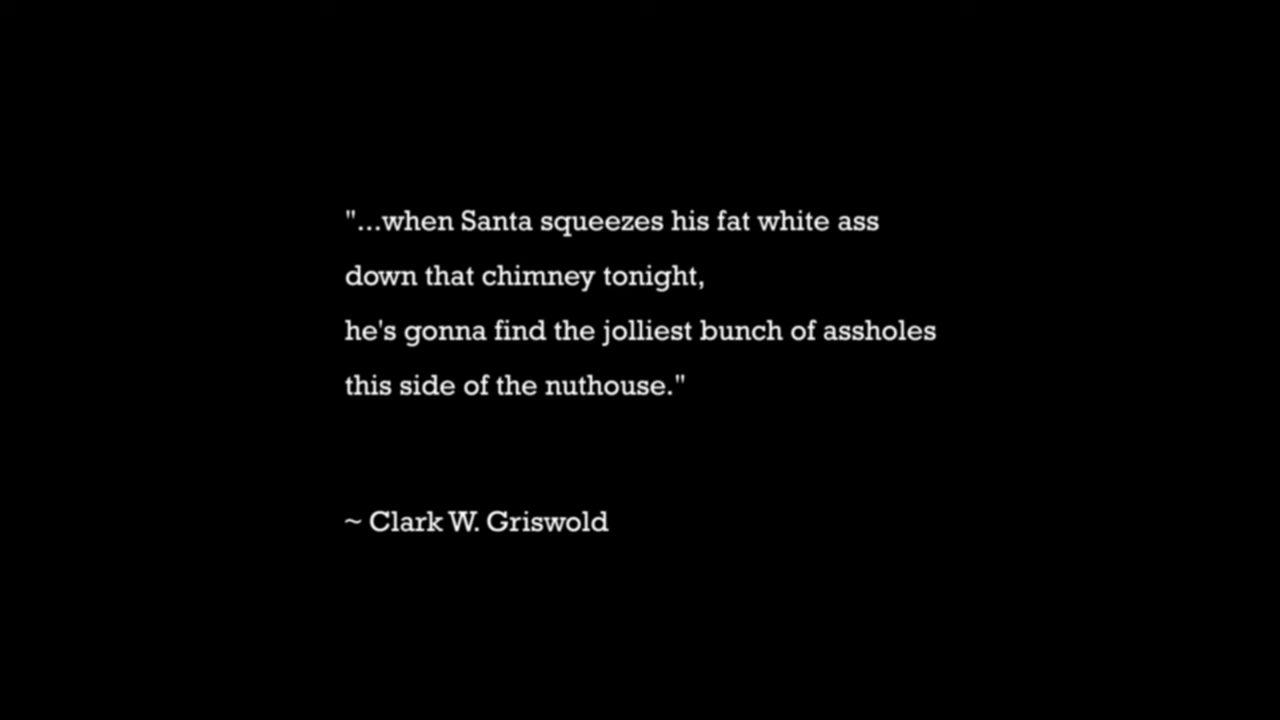 "...when Santa squeezes his fat white ass
down that chimney tonight,
he's gonna find the jolliest bunch of assholes
this side of the nuthouse."
~ Clark W. Griswold